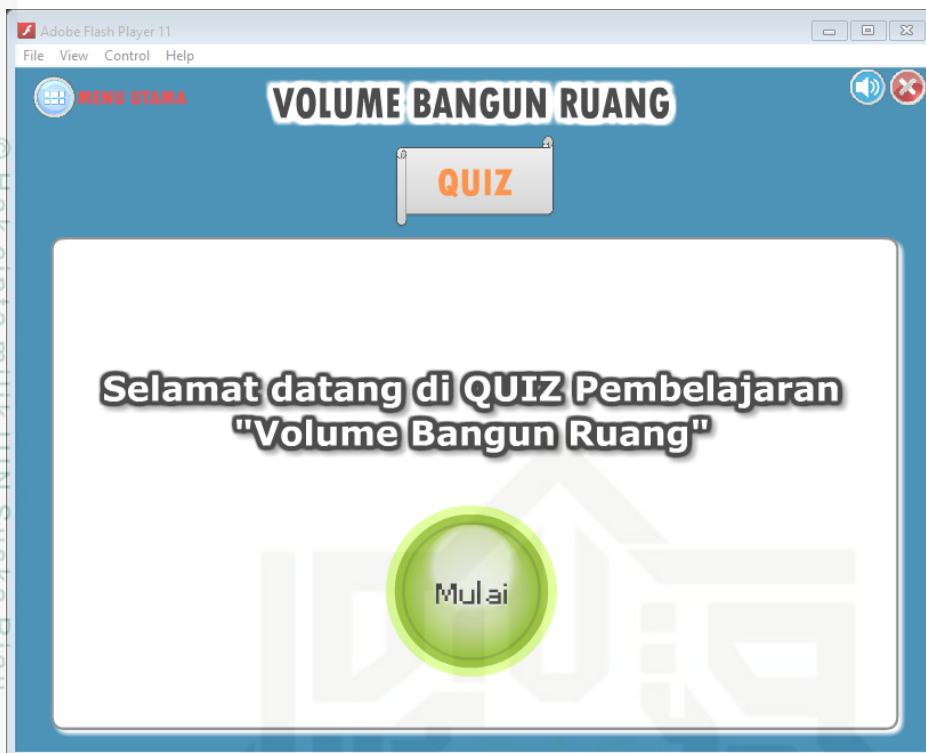 Adobe Flash Player 11
File View Control Help
MENU UTAMA
VOLUME BANGUN RUANG
QUIZ
Selamat datang di QUIZ Pembelajaran
"Volume Bangun Ruang"
Mulai